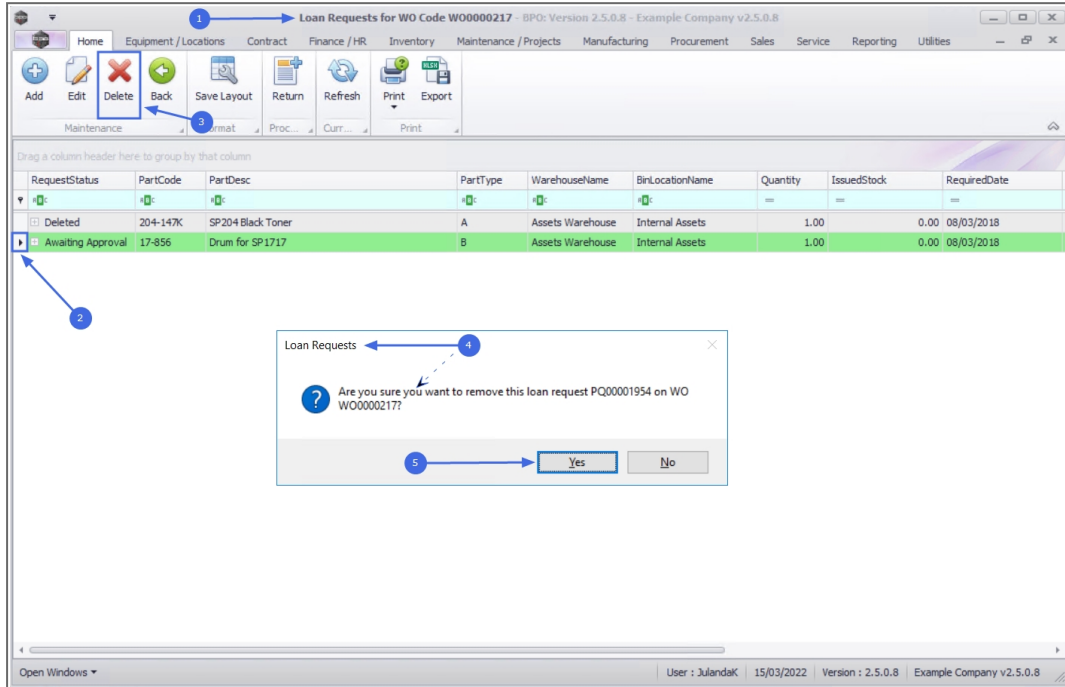 1
Loan Requests for WO Code WO0000217 - BPO: Version 2.5.0.8 - Example Company v2.5.0.8
Home Equipment / Locations Contract Finance / HR Inventory Maintenance / Projects Manufacturing Procurement Sales Service Reporting Utilities
Add Edit Delete Back Save Layout Return Refresh Print Export
3
Maintenance Format Proc... Curr... Print
Drag a column header here to group by that column
RequestStatus PartCode PartDesc PartType WarehouseName BinLocationName Quantity IssuedStock RequiredDate
Deleted 204-147K SP204 Black Toner A Assets Warehouse Internal Assets 1.00 0.00 08/03/2018
Awaiting Approval 17-856 Drum for SP1717 B Assets Warehouse Internal Assets 1.00 0.00 08/03/2018
2
Loan Requests 4
Are you sure you want to remove this loan request PQ00001954 on WO
WO0000217?
5 Yes No
Open Windows User : JulandaK 15/03/2022 Version : 2.5.0.8 Example Company v2.5.0.8